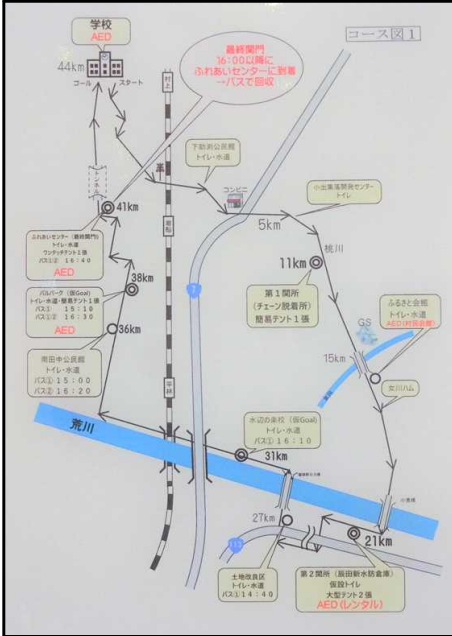 コース図1
学校
AED
44km
ゴール
スタート
最終関門
16:00以降に
ふれあいセンターに到着
→バスで回収
村上
下助渕公民館
トイレ・水道
コンビニ
5km
小出集落開発センター
トイレ
トンネル
41km
ふれあいセンター(最終関門)
トイレ・水道
ワンタッチテント1張
バス①② 16:40
AED
岩船
7
桃川
11km
第1関所
(チェーン脱着所)
簡易テント1張
38km
パルパーク(仮Goal)
トイレ・水道・簡易テント1張
バス① 15:10
バス①② 16:30
AED
ふるさと会館
トイレ・水道
GS
15km
36km
南田中公民館
トイレ・水道
バス① 15:00
バス② 16:20
平林
女川ハム
荒川
水辺の楽校(仮Goal)
トイレ・水道
バス① 16:10
31km
27km
21km
113
土地改良区
トイレ・水道
バス① 14:40
第2関所(辰田新水防倉庫)
仮設トイレ
大型テント2張
AED(レンタル)